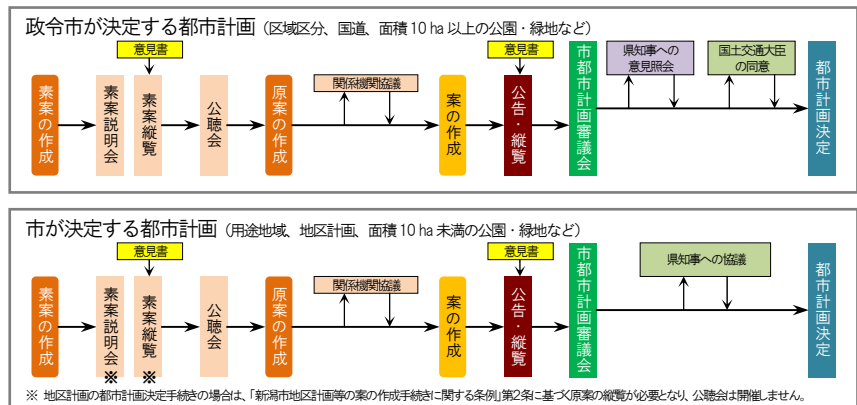 政令市が決定する都市計画（区域区分、国道、面積10 ha以上の公園・緑地など）
意見書
意見書
素案の作成
素案説明会
素案縦覧
公聴会
原案の作成
関係機関協議
案の作成
公告・縦覧
市都市計画審議会
県知事への
意見照会
国土交通大臣
の同意
都市計画決定
市が決定する都市計画（用途地域、地区計画、面積10 ha未満の公園・緑地など）
意見書
意見書
素案の作成
素案説明会※
素案縦覧※
公聴会
原案の作成
関係機関協議
案の作成
公告・縦覧
市都市計画審議会
県知事への協議
都市計画決定
※ 地区計画の都市計画決定手続きの場合は、「新潟市地区計画等の案の作成手続きに関する条例」第2条に基づく原案の縦覧が必要となり、公聴会は開催しません。